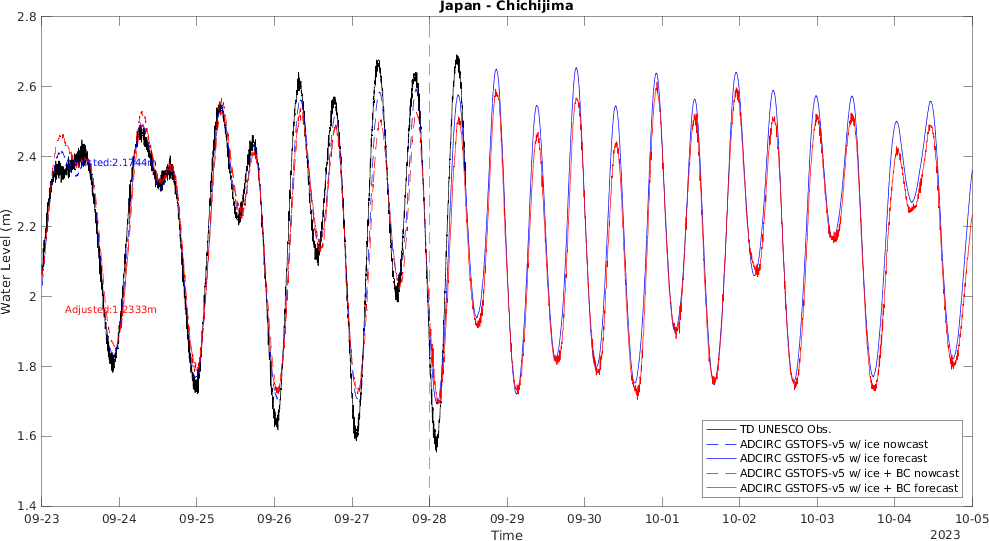 Japan - Chichijima
2.8
2.6
2.4
2.2
2
1.8
1.6
1.4
Water Level (m)
Adjusted:2.1744m
Adjusted:1.2333m
TD UNESCO Obs.
ADCIRC GSTOFS-v5 w/ ice nowcast
ADCIRC GSTOFS-v5 w/ ice forecast
ADCIRC GSTOFS-v5 w/ ice + BC nowcast
ADCIRC GSTOFS-v5 w/ ice + BC forecast
09-23 09-24 09-25 09-26 09-27 09-28 09-29 09-30 10-01 10-02 10-03 10-04 10-05
Time
2023